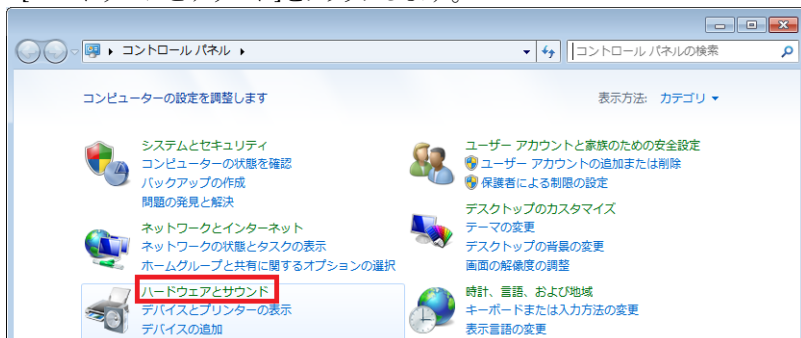 コントロール パネル
コントロール パネルの検索
コンピューターの設定を調整します
表示方法: カテゴリ
システムとセキュリティ
コンピューターの状態を確認
バックアップの作成
問題の発見と解決
ネットワークとインターネット
ネットワークの状態とタスクの表示
ホームグループと共有に関するオプションの選択
ハードウェアとサウンド
デバイスとプリンターの表示
デバイスの追加
ユーザー アカウントと家族のための安全設定
ユーザー アカウントの追加または削除
保護者による制限の設定
デスクトップのカスタマイズ
テーマの変更
デスクトップの背景の変更
画面の解像度の調整
時計、言語、および地域
キーボードまたは入力方法の変更
表示言語の変更